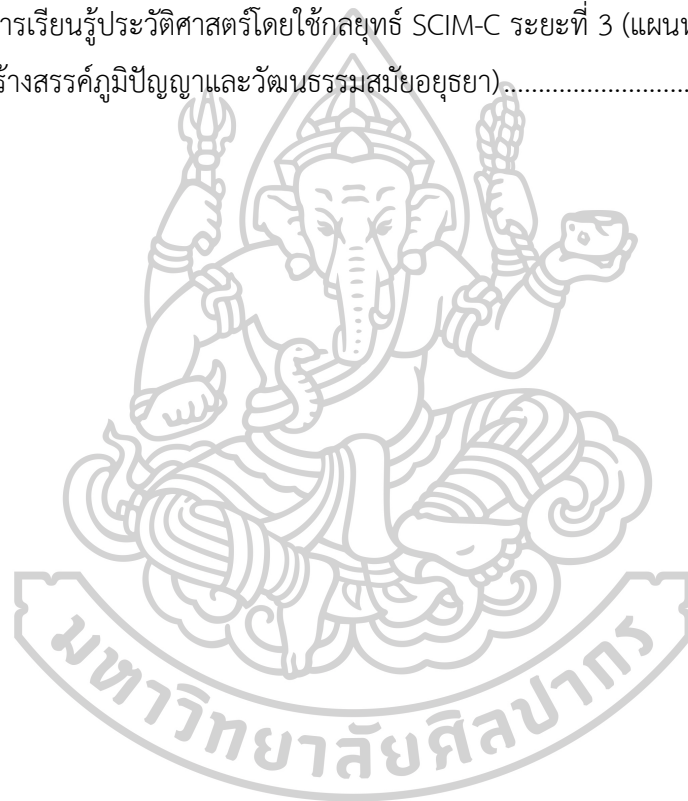 การเรียนรู้ประวัติศาสตร์โดยใช้กลยุทธ์ SCIM-C ระยะที่ 3 (แผนท
ร้างสรรค์ภูมิปัญญาและวัฒนธรรมสมัยอยุธยา)..........................
มหาวิทยาลัยศิลปากร